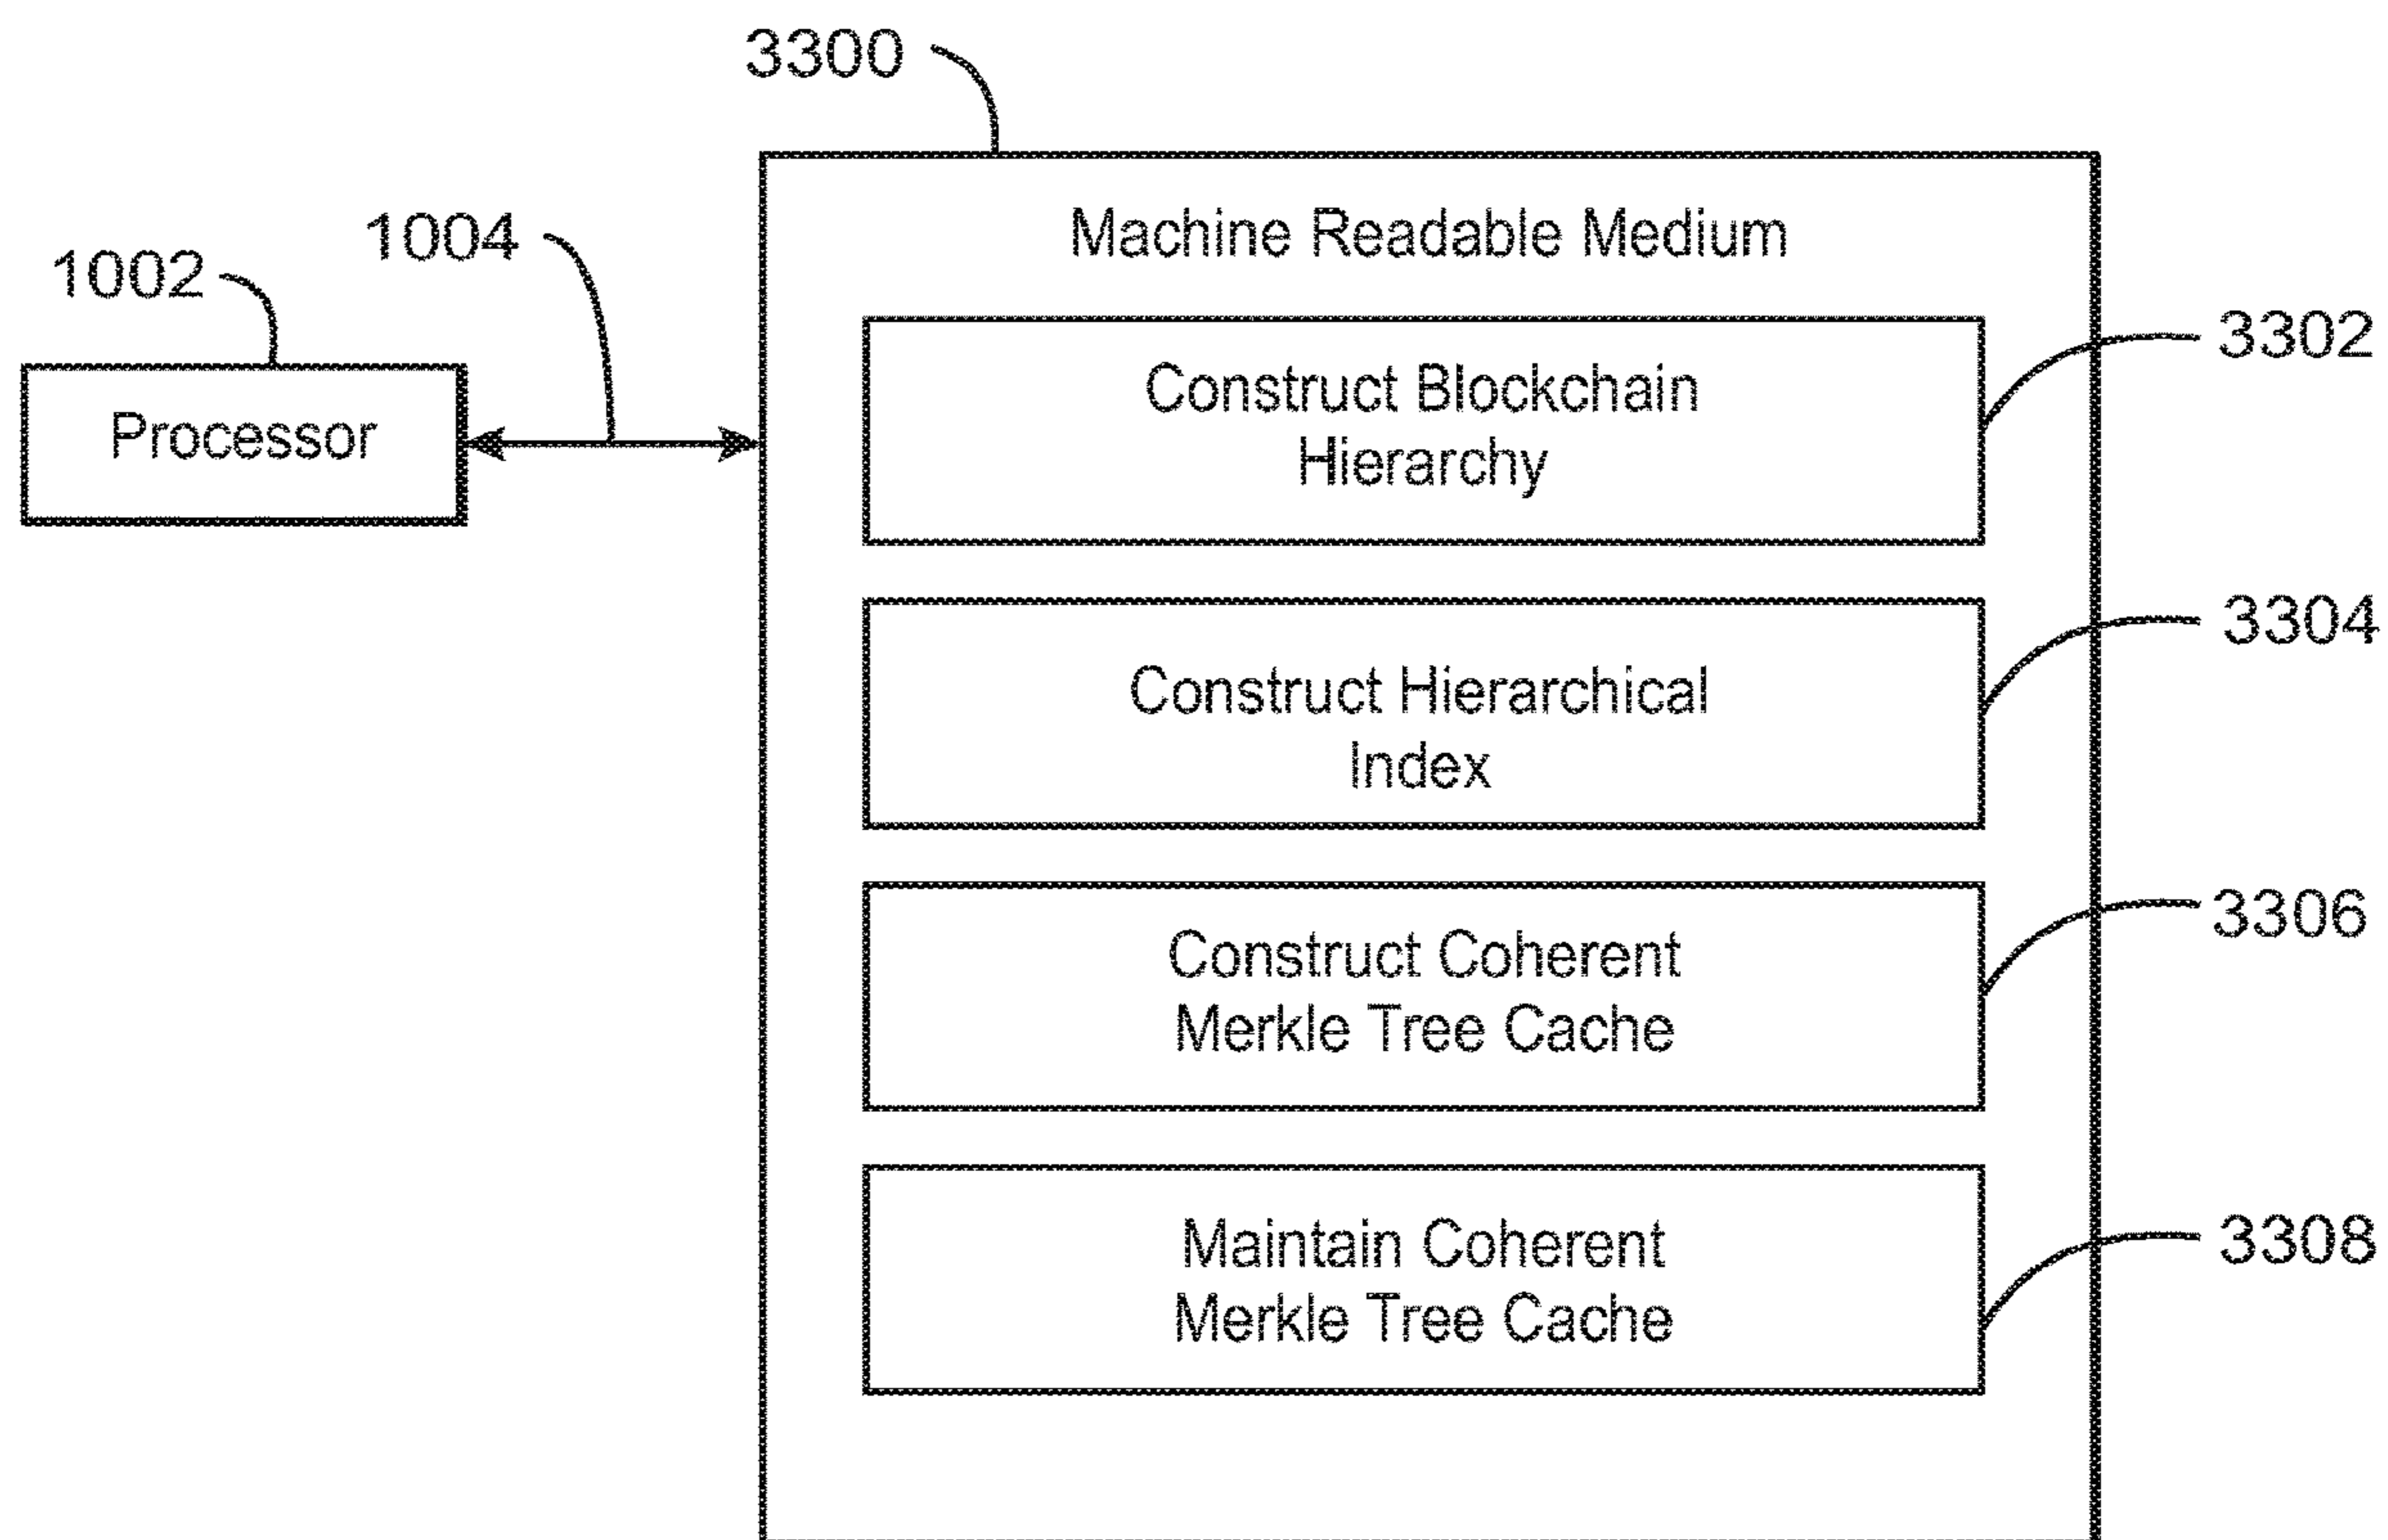 3300
1004
1002
Processor
Machine Readable Medium
Construct Blockchain
Hierarchy
3302
Construct Hierarchical
Index
3304
Construct Coherent
Merkle Tree Cache
3306
Maintain Coherent
Merkle Tree Cache
3308